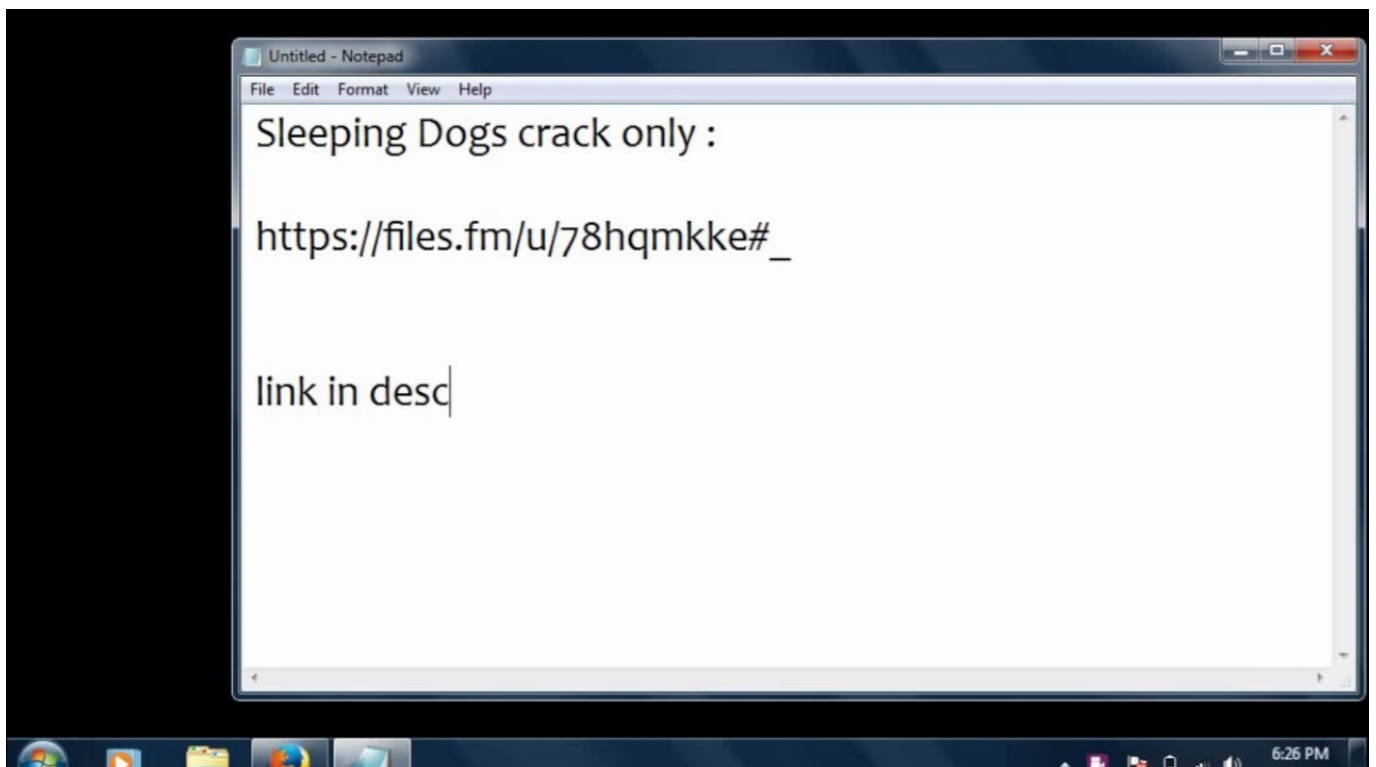 Untitled - Notepad
File Edit Format View Help
Sleeping Dogs crack only :
https://files.fm/u/78hqmkke#_
link in desc
6:26 PM